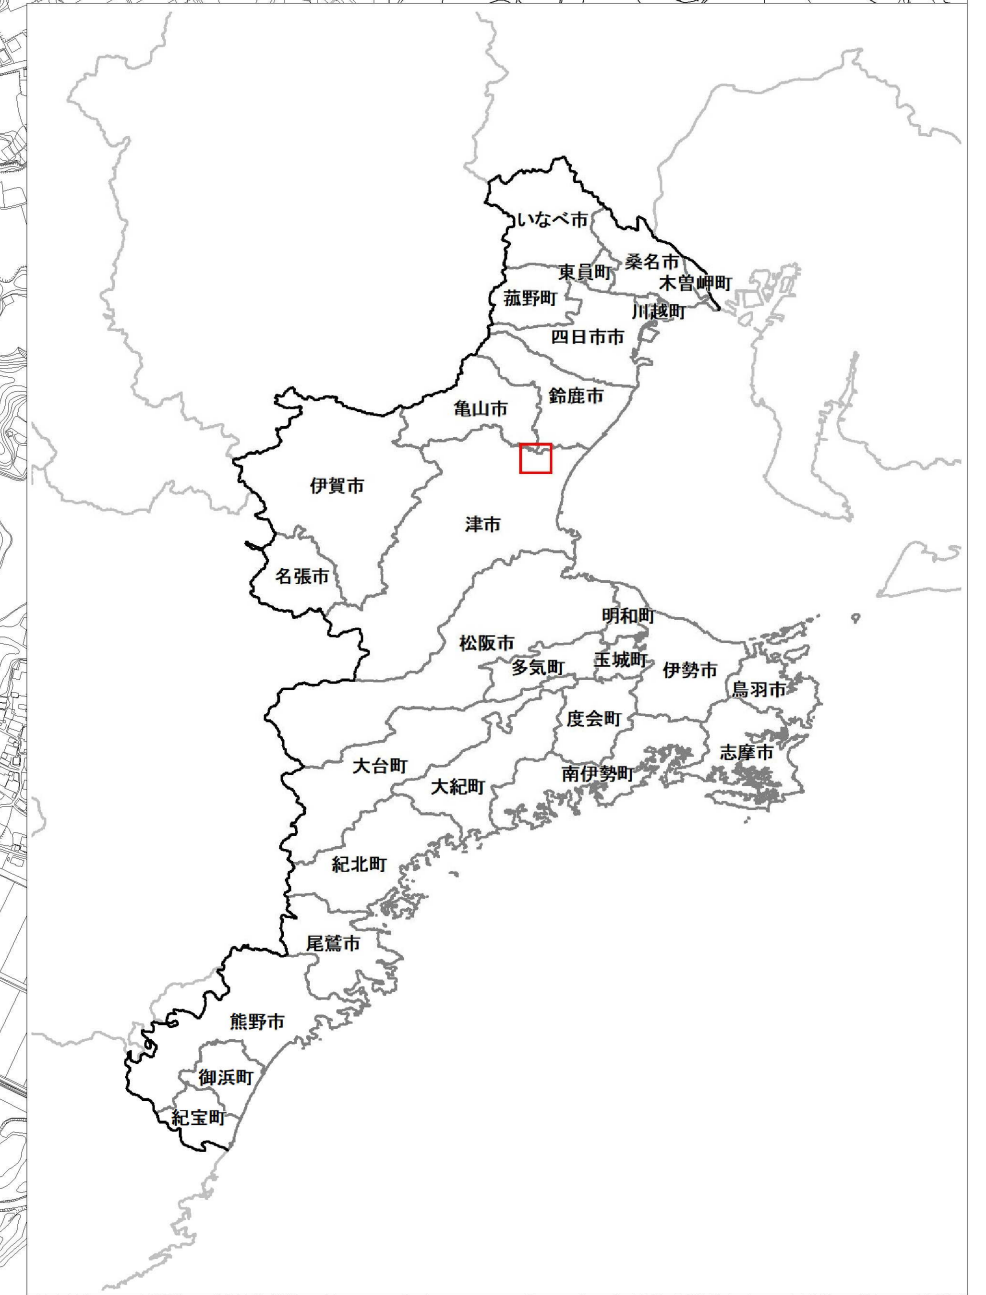 いなべ市
桑名市
東員町
木曽岬町
菰野町
川越町
四日市市
鈴鹿市
亀山市
伊賀市
津市
名張市
明和町
松阪市
玉城町
多気町
伊勢市
鳥羽市
度会町
志摩市
大台町
南伊勢町
大紀町
紀北町
尾鷲市
熊野市
御浜町
紀宝町